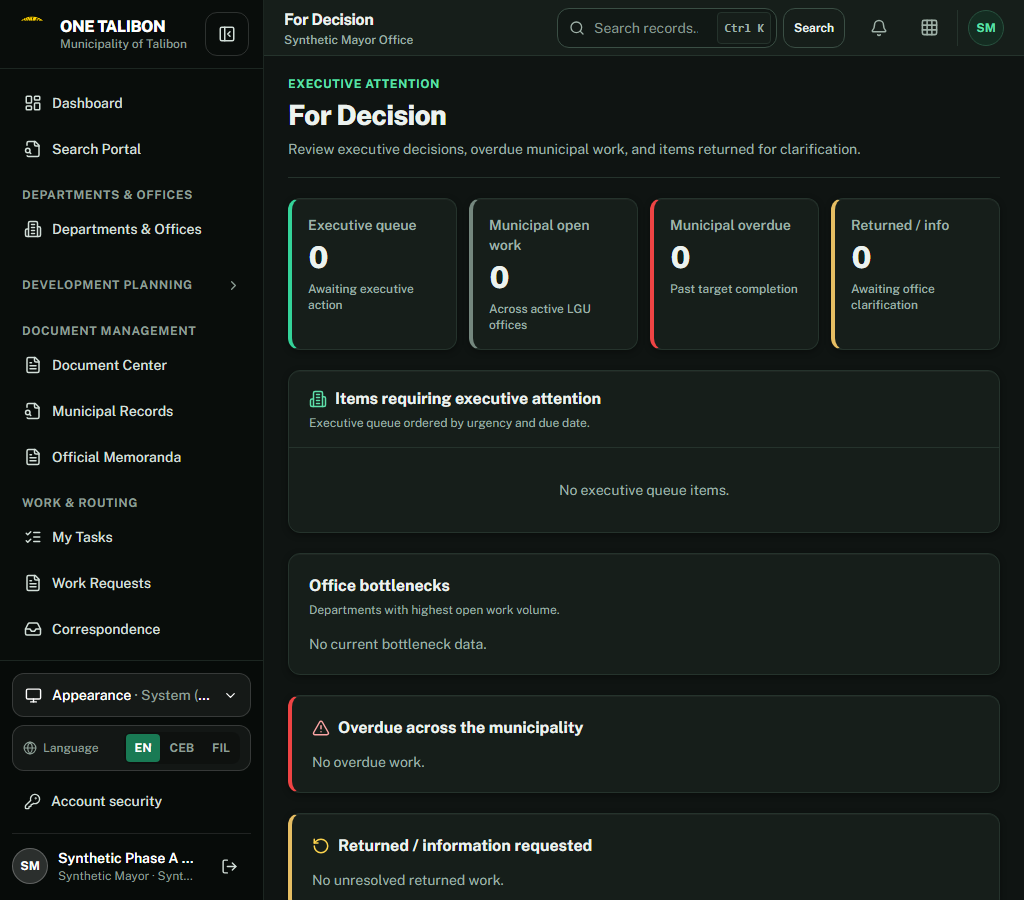 ONE TALIBON
Municipality of Talibon
Dashboard
Search Portal
DEPARTMENTS & OFFICES
Departments & Offices
DEVELOPMENT PLANNING
DOCUMENT MANAGEMENT
Document Center
Municipal Records
Official Memoranda
WORK & ROUTING
My Tasks
Work Requests
Correspondence
Appearance · System (...
Language EN CEB FIL
Account security
SM
Synthetic Phase A ...
Synthetic Mayor · Synt...
For Decision
Synthetic Mayor Office
Search records.. Ctrl K
Search
SM
EXECUTIVE ATTENTION
For Decision
Review executive decisions, overdue municipal work, and items returned for clarification.
Executive queue
0
Awaiting executive
action
Municipal open
work
0
Across active LGU
offices
Municipal overdue
0
Past target completion
Returned / info
0
Awaiting office
clarification
Items requiring executive attention
Executive queue ordered by urgency and due date.
No executive queue items.
Office bottlenecks
Departments with highest open work volume.
No current bottleneck data.
Overdue across the municipality
No overdue work.
Returned / information requested
No unresolved returned work.